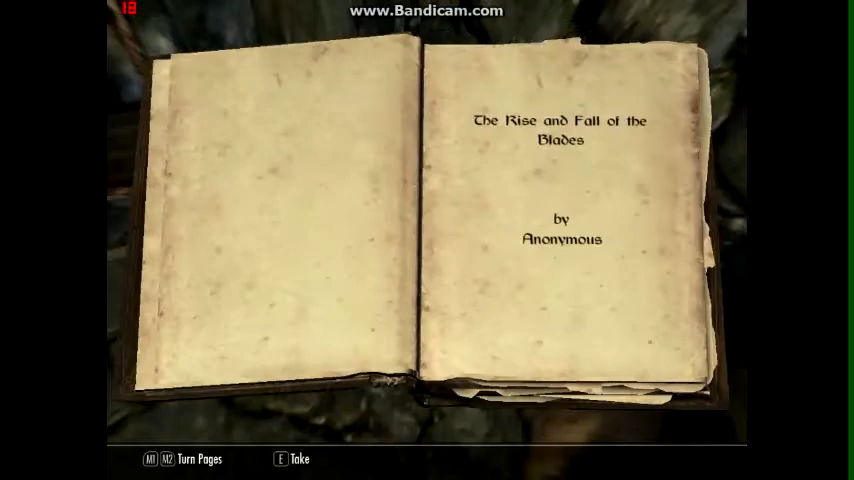 18
www.Bandicam.com
The Rise and Fall of the
Blades
by
Anonymous
M1 M2 Turn Pages
E Take